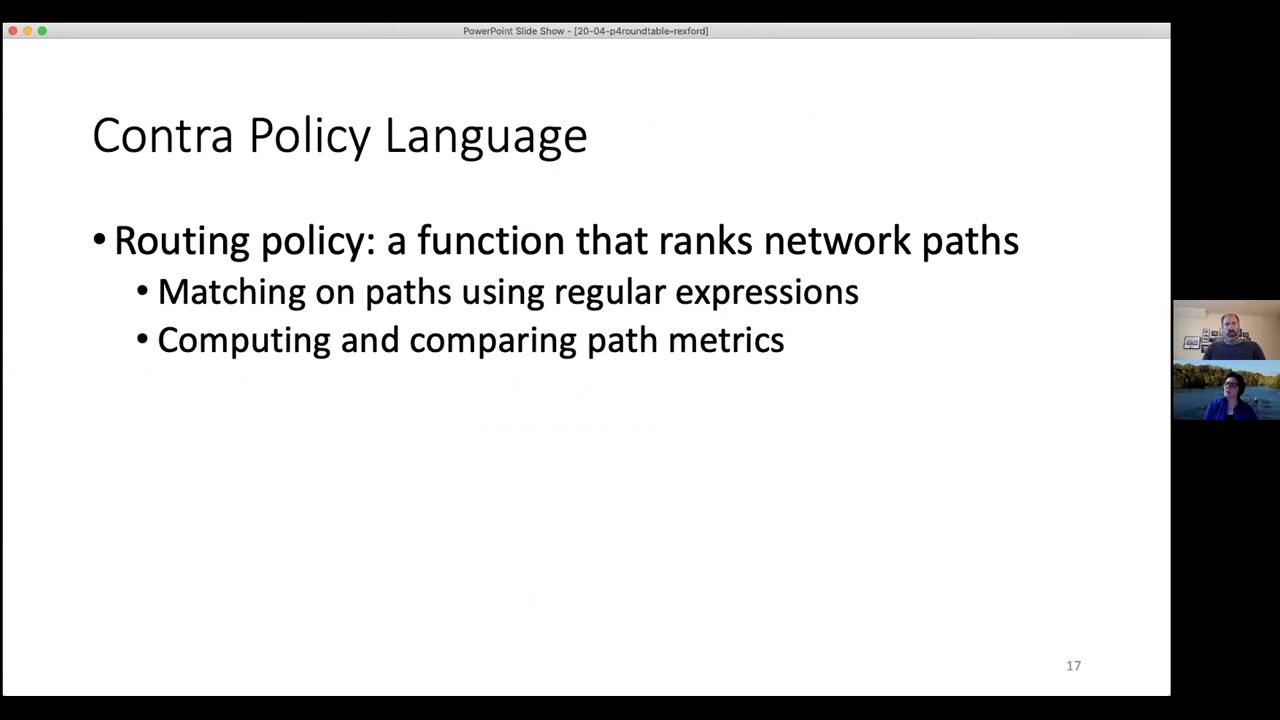 PowerPoint Slide Show - [20-04-p4roundtable-rexford]
Contra Policy Language
• Routing policy: a function that ranks network paths
• Matching on paths using regular expressions
• Computing and comparing path metrics
17